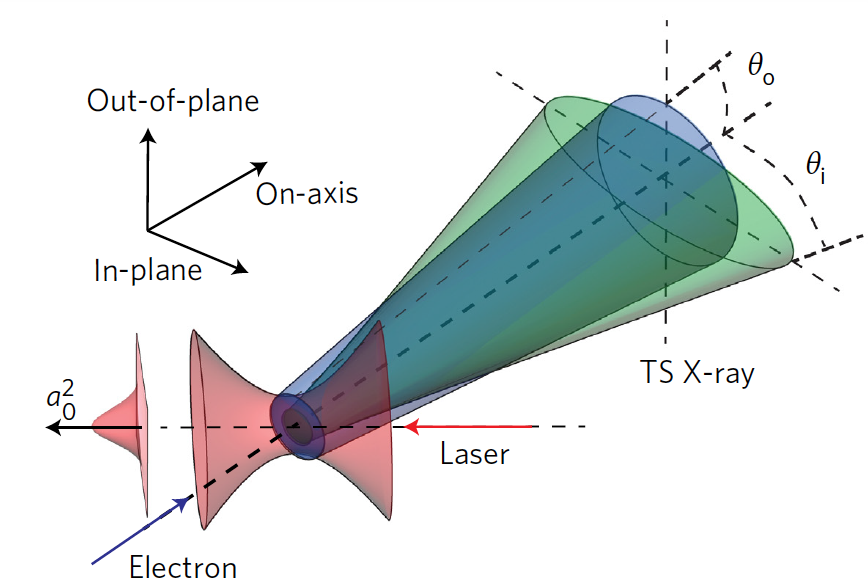 Out-of-plane
On-axis
In-plane
θo
θi
TS X-ray
a₀²
Laser
Electron